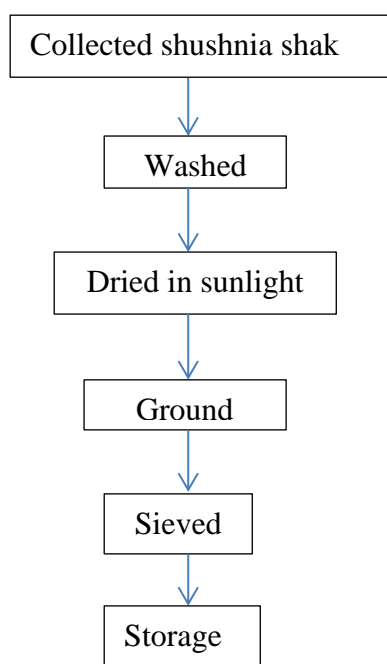 Collected shushnia shak
Washed
Dried in sunlight
Ground
Sieved
Storage